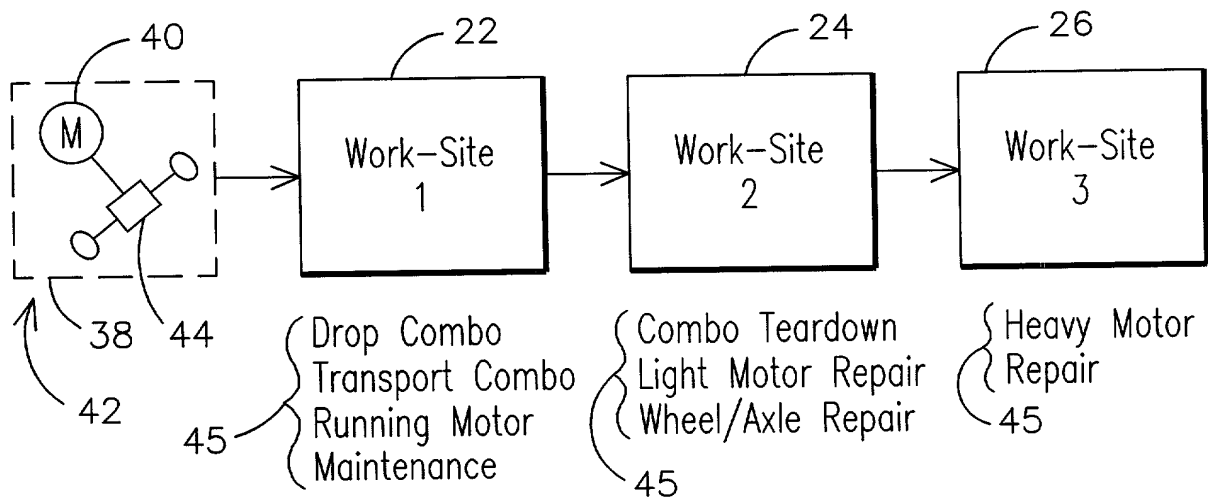 40
22
24
26
M
Work-Site
1
Work-Site
2
Work-Site
3
42
38
44
45
Drop Combo
Transport Combo
Running Motor
Maintenance
45
Combo Teardown
Light Motor Repair
Wheel/Axle Repair
45
Heavy Motor
Repair